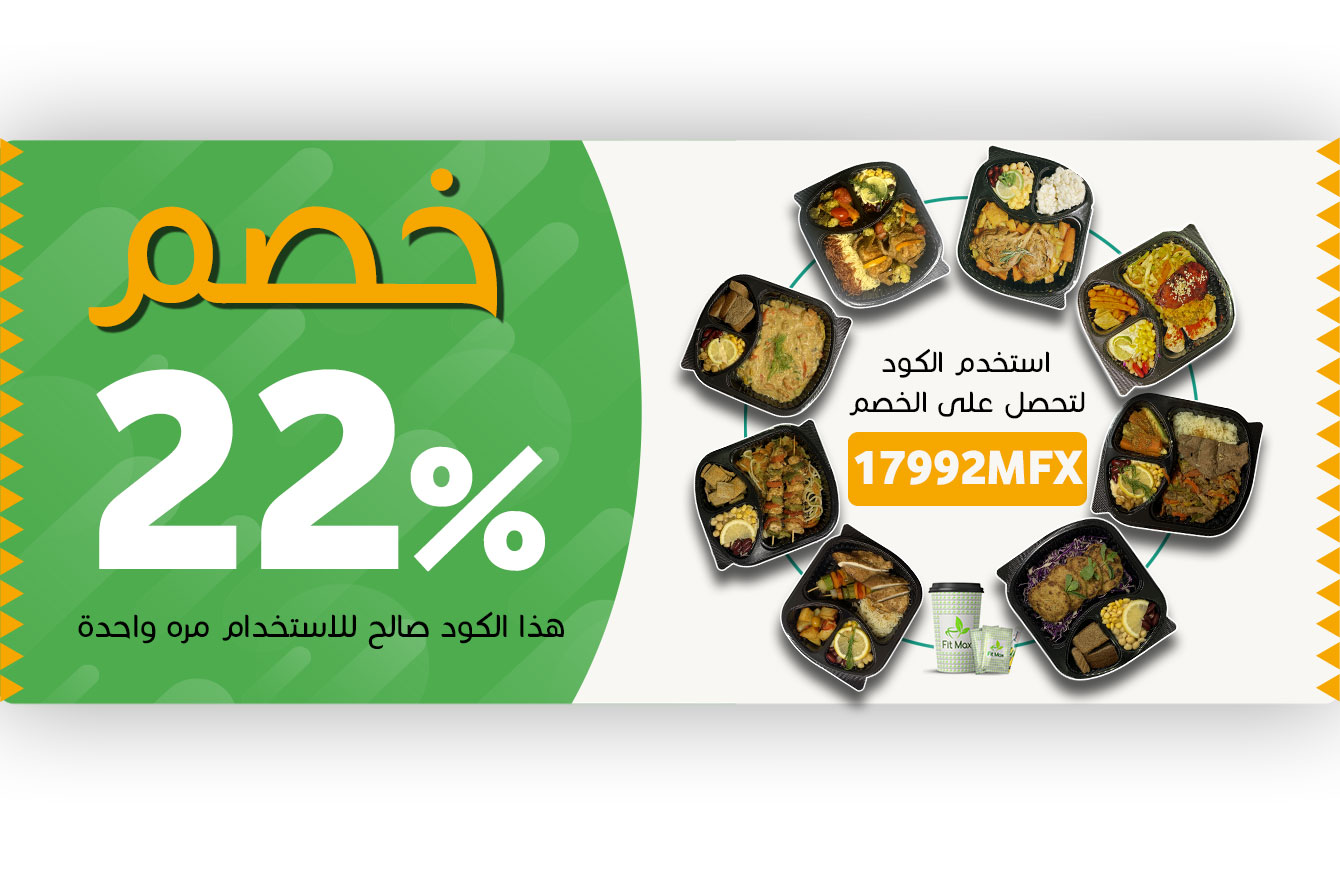 خصم
22%
هذا الكود صالح للاستخدام مره واحدة
استخدم الكود
لتحصل على الخصم
17992MFX
Fit Max
Fit Max